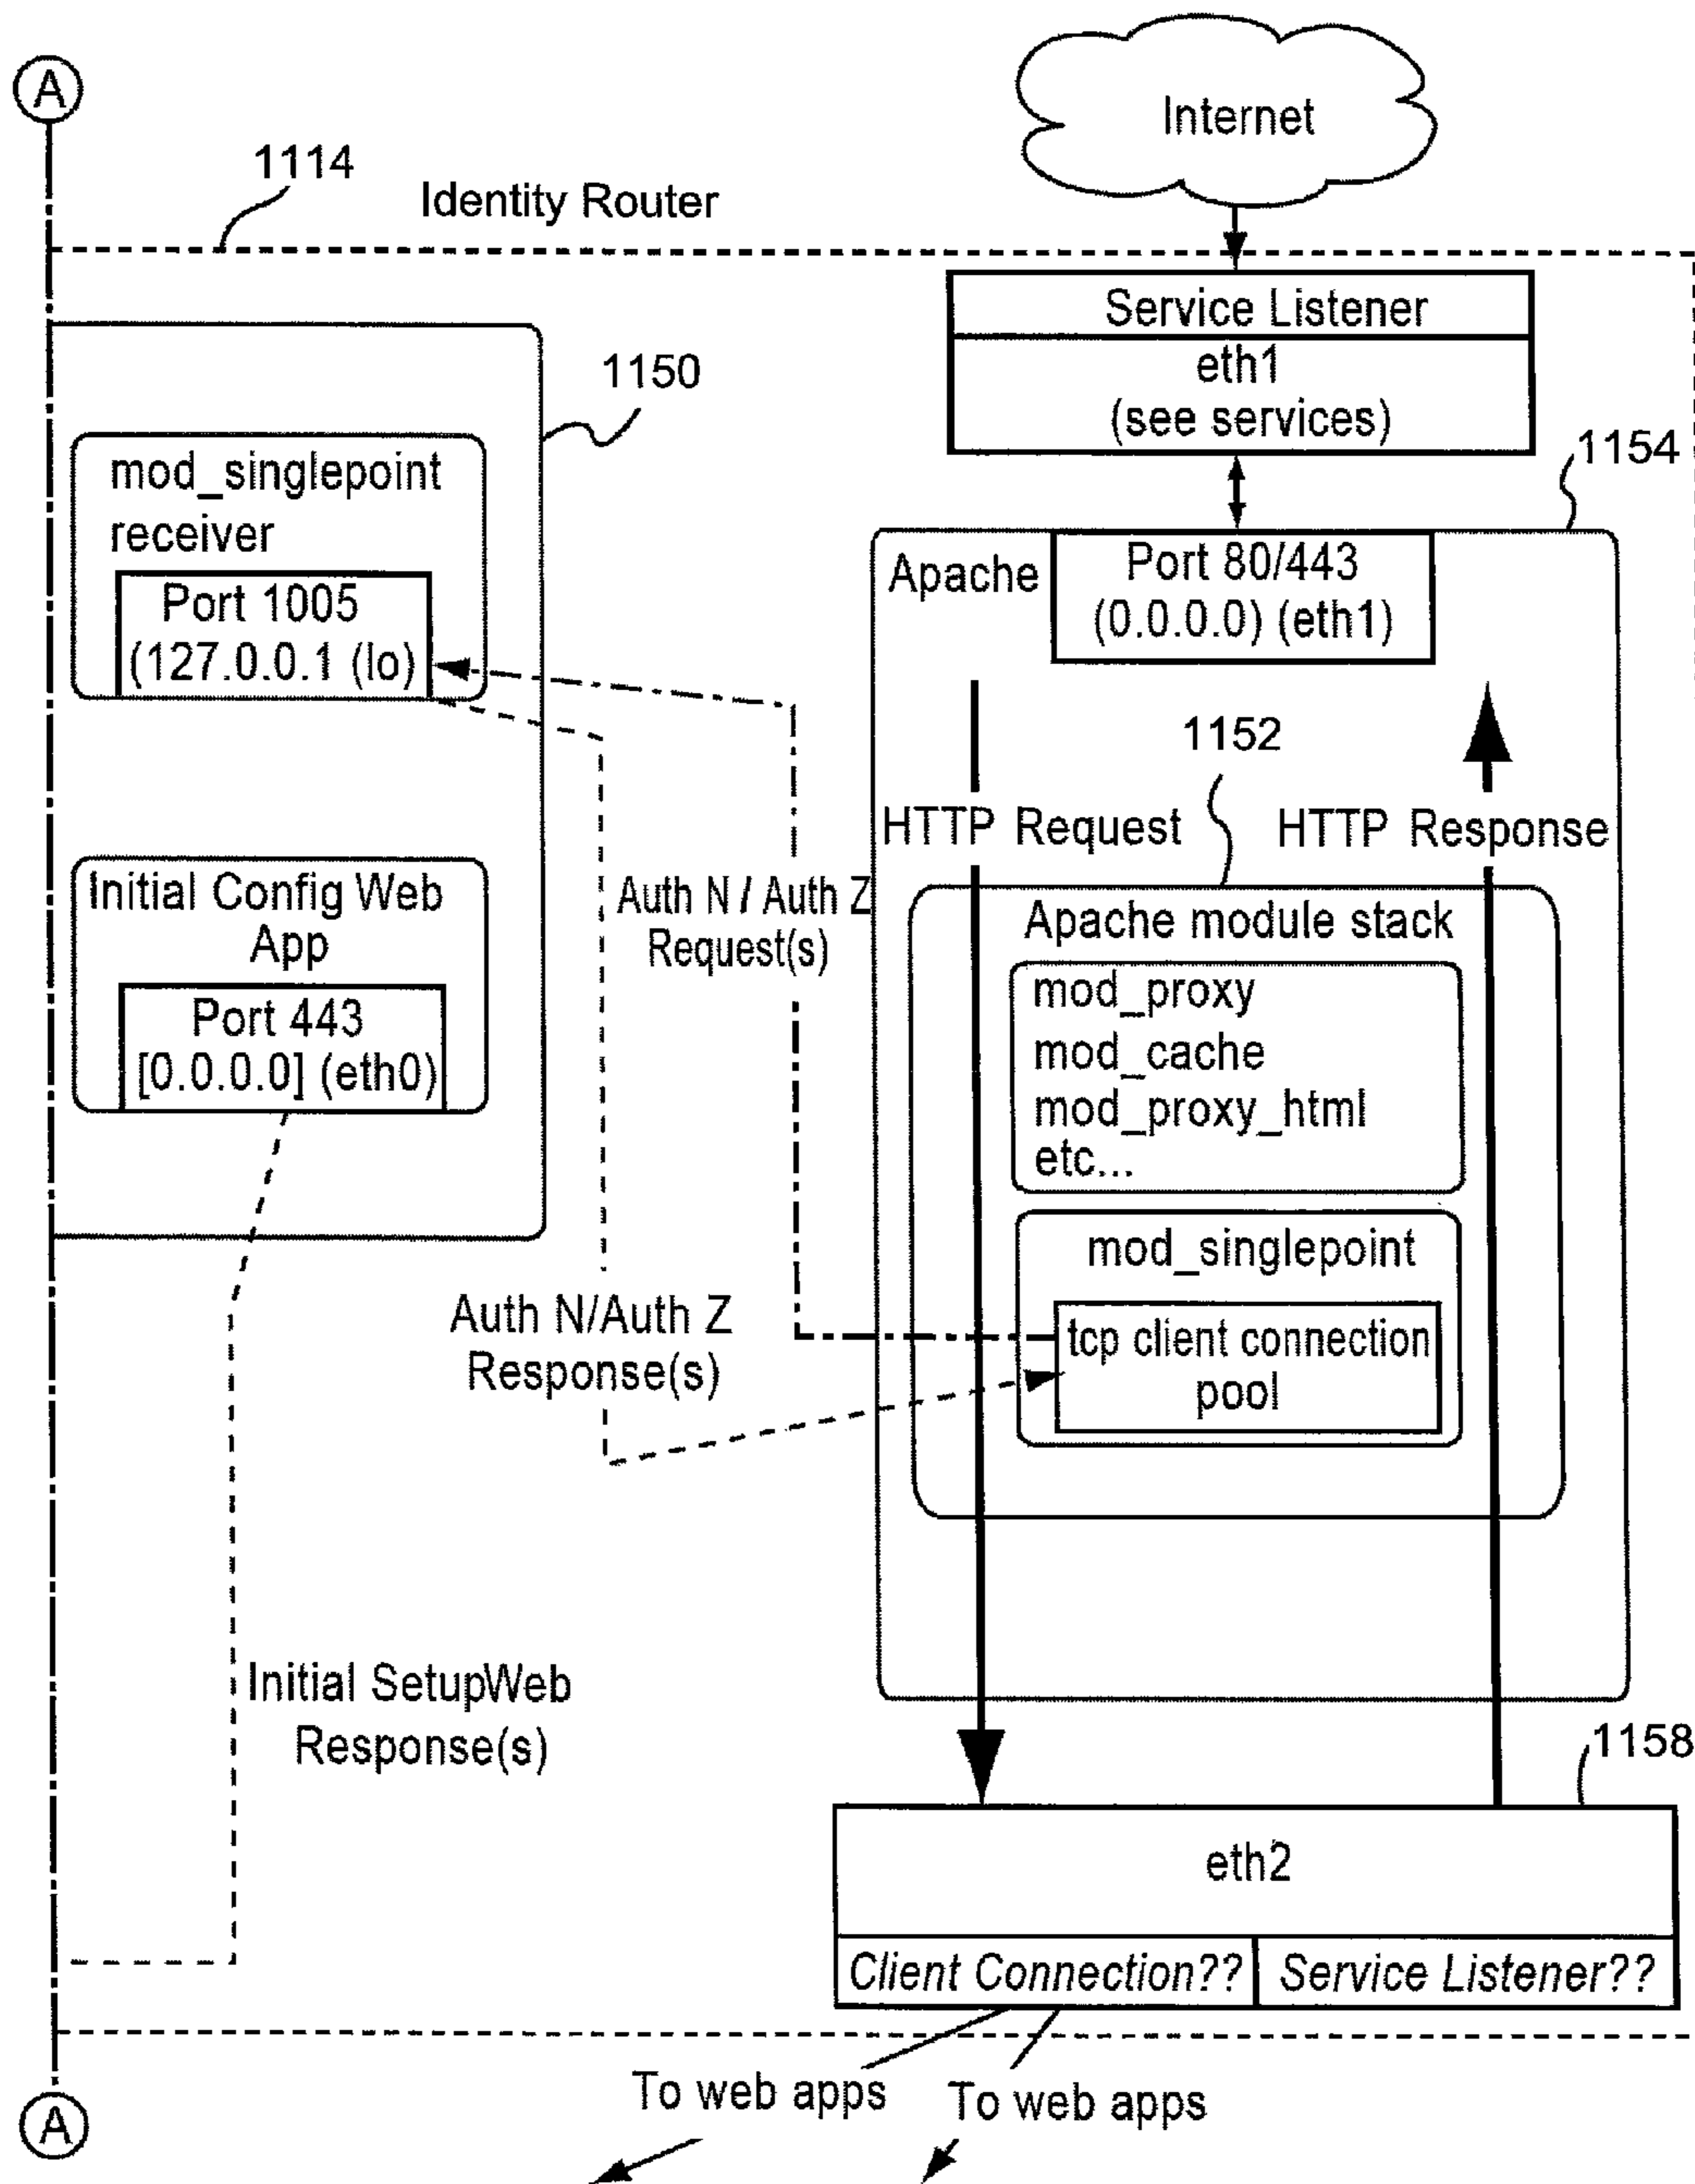 A
Internet
1114
Identity Router
Service Listener
eth1
(see services)
1150
1154
mod_singlepoint
receiver
Port 1005
(127.0.0.1 (lo)
Apache
Port 80/443
(0.0.0.0) (eth1)
1152
HTTP Request
HTTP Response
Initial Config Web
App
Port 443
[0.0.0.0] (eth0)
Auth N / Auth Z
Request(s)
Apache module stack
mod_proxy
mod_cache
mod_proxy_html
etc...
mod_singlepoint
tcp client connection
pool
Auth N/Auth Z
Response(s)
Initial SetupWeb
Response(s)
1158
eth2
Client Connection??
Service Listener??
To web apps
To web apps
A